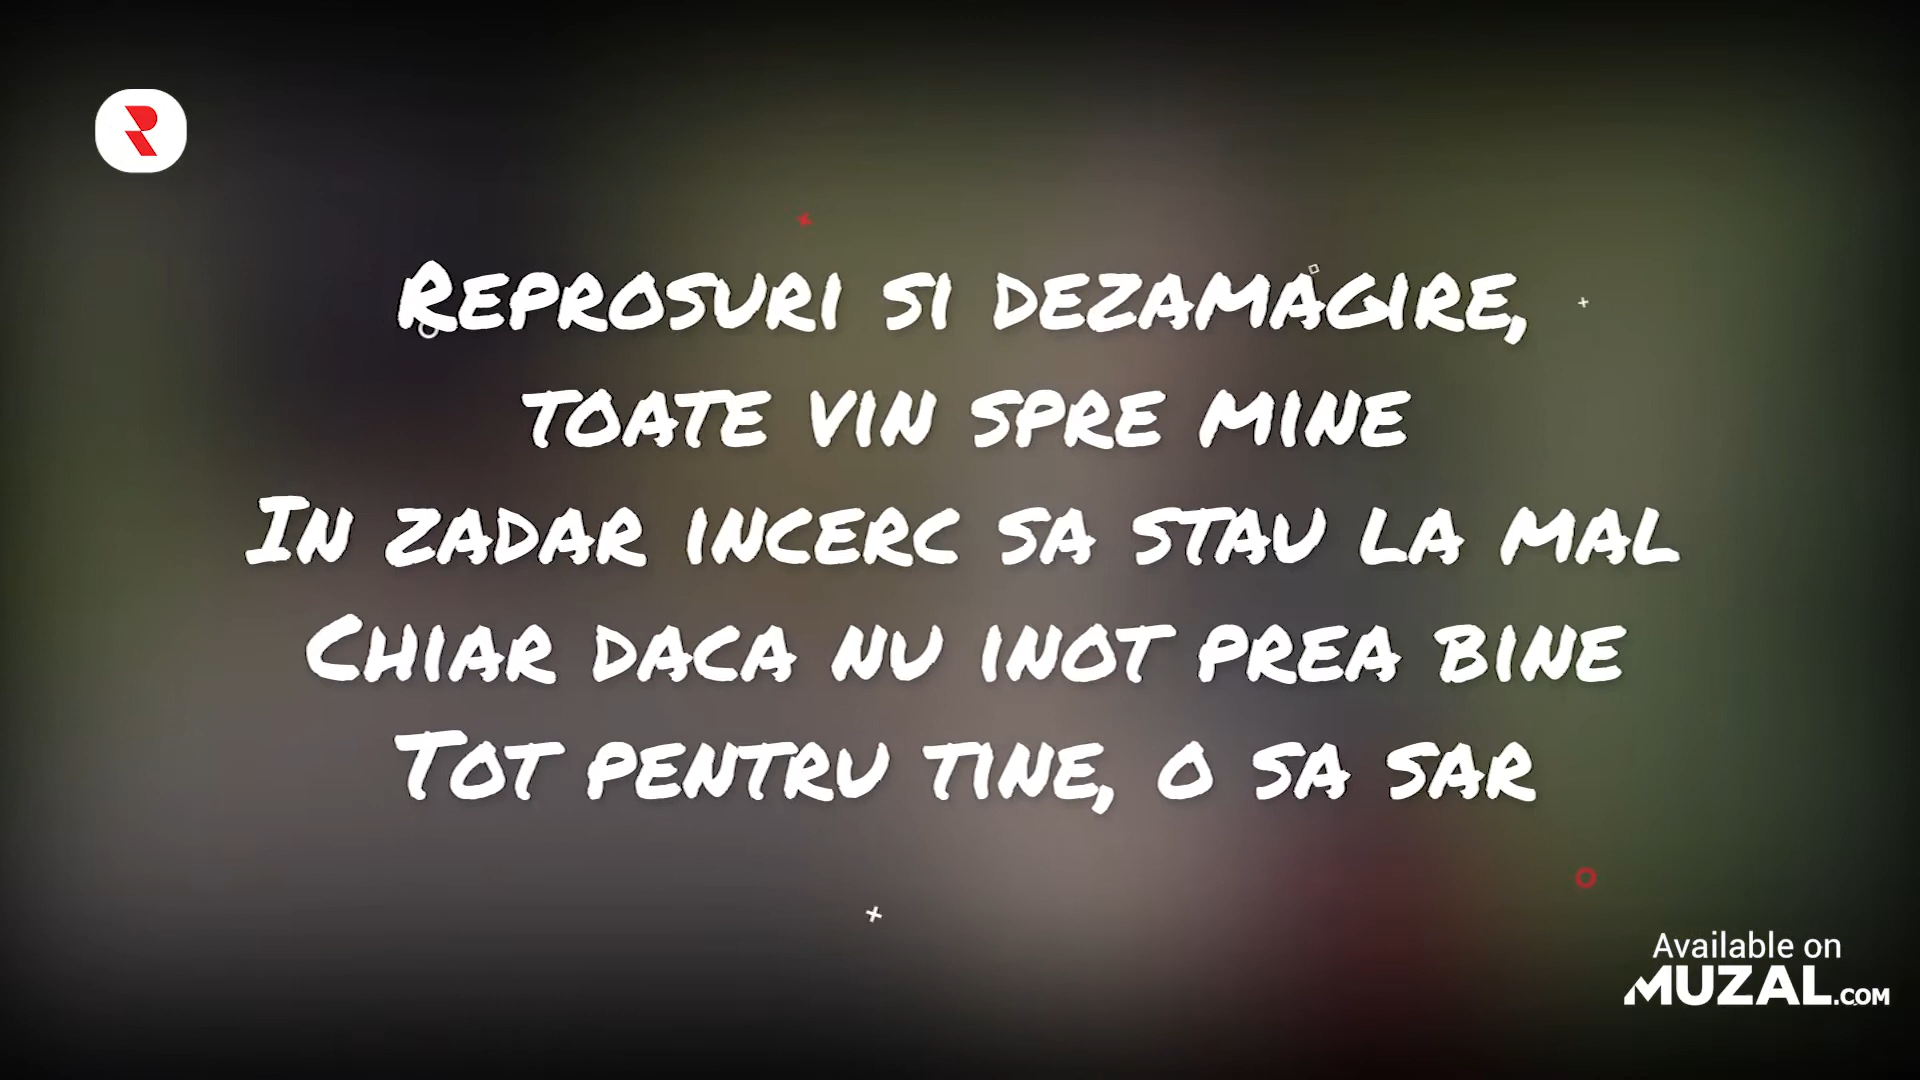 Reprosuri si dezamagire,
toate vin spre mine
In zadar incerc sa stau la mal
Chiar daca nu inot prea bine
Tot pentru tine, o sa sar
Available on
MUZAL.COM